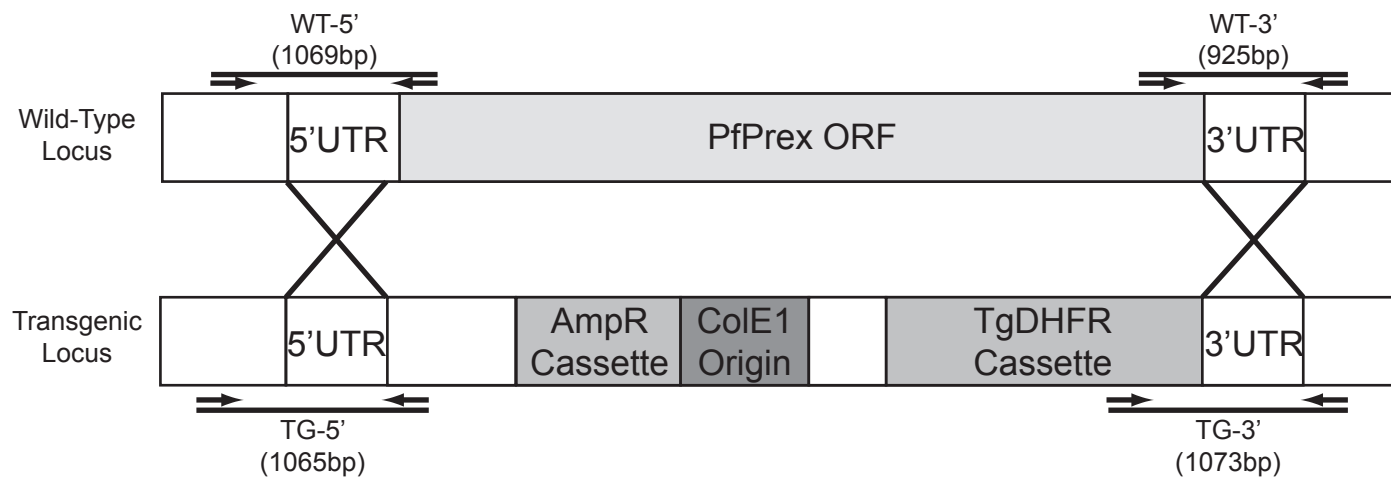 WT-5’
(1069bp)
WT-3’
(925bp)
Wild-Type
Locus
5’UTR
PfPrex ORF
3’UTR
Transgenic
Locus
5’UTR
AmpR
Cassette
ColE1
Origin
TgDHFR
Cassette
3’UTR
TG-5’
(1065bp)
TG-3’
(1073bp)